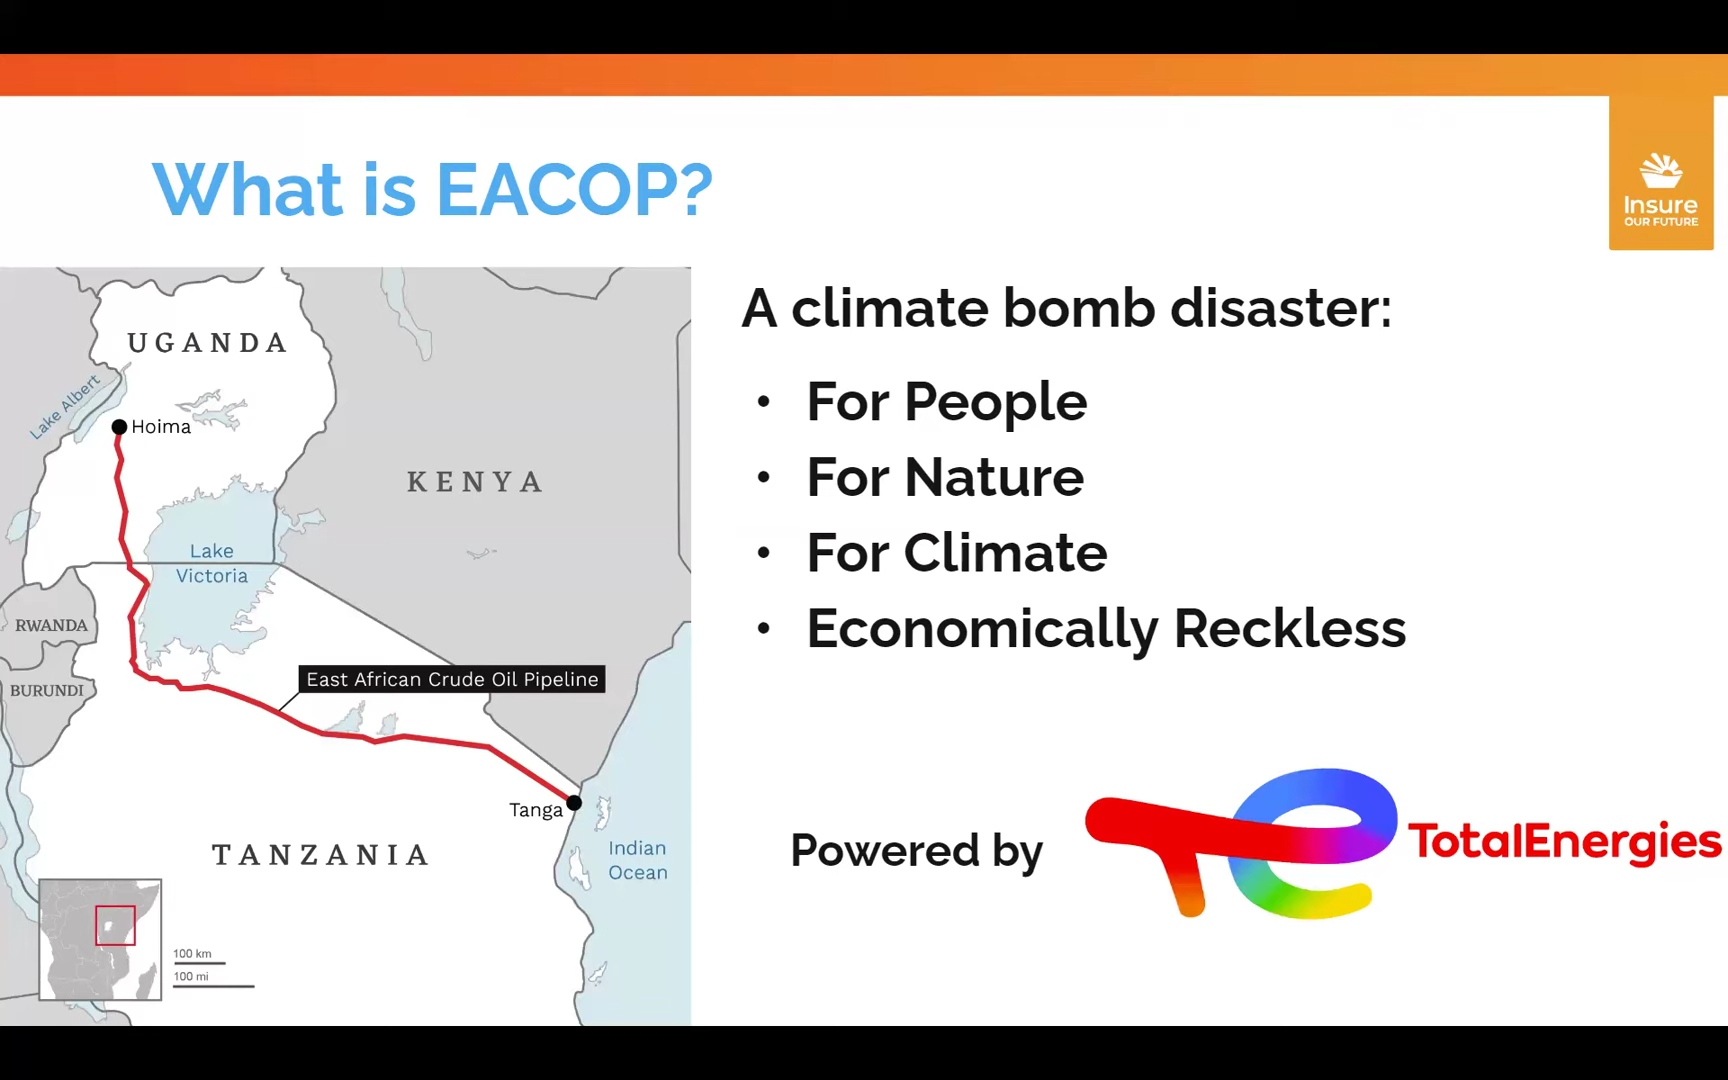 What is EACOP?
Insure
OUR FUTURE
UGANDA
Lake Albert
Hoima
KENYA
Lake
Victoria
RWANDA
BURUNDI
East African Crude Oil Pipeline
Tanga
TANZANIA
Indian
Ocean
100 km
100 mi
A climate bomb disaster:
• For People
• For Nature
• For Climate
• Economically Reckless
Powered by
TotalEnergies